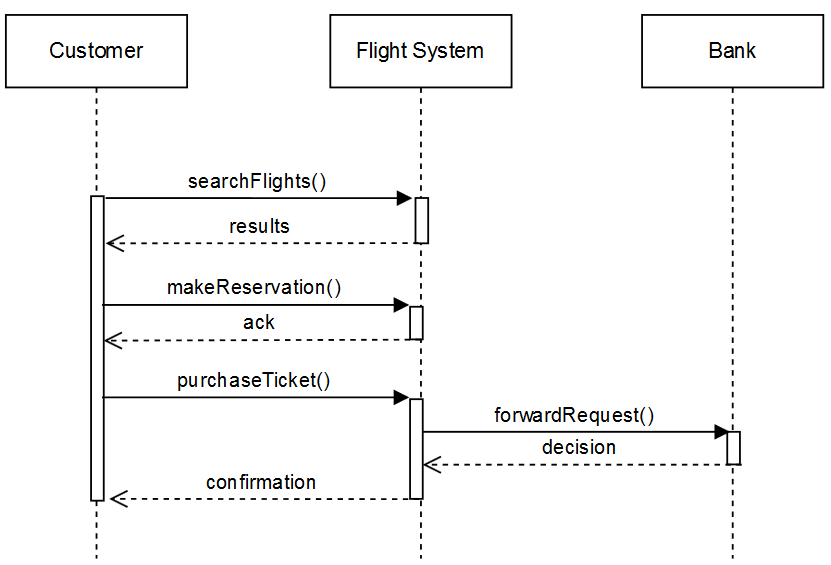 Customer
Flight System
Bank
searchFlights()
results
makeReservation()
ack
purchaseTicket()
forwardRequest()
decision
confirmation